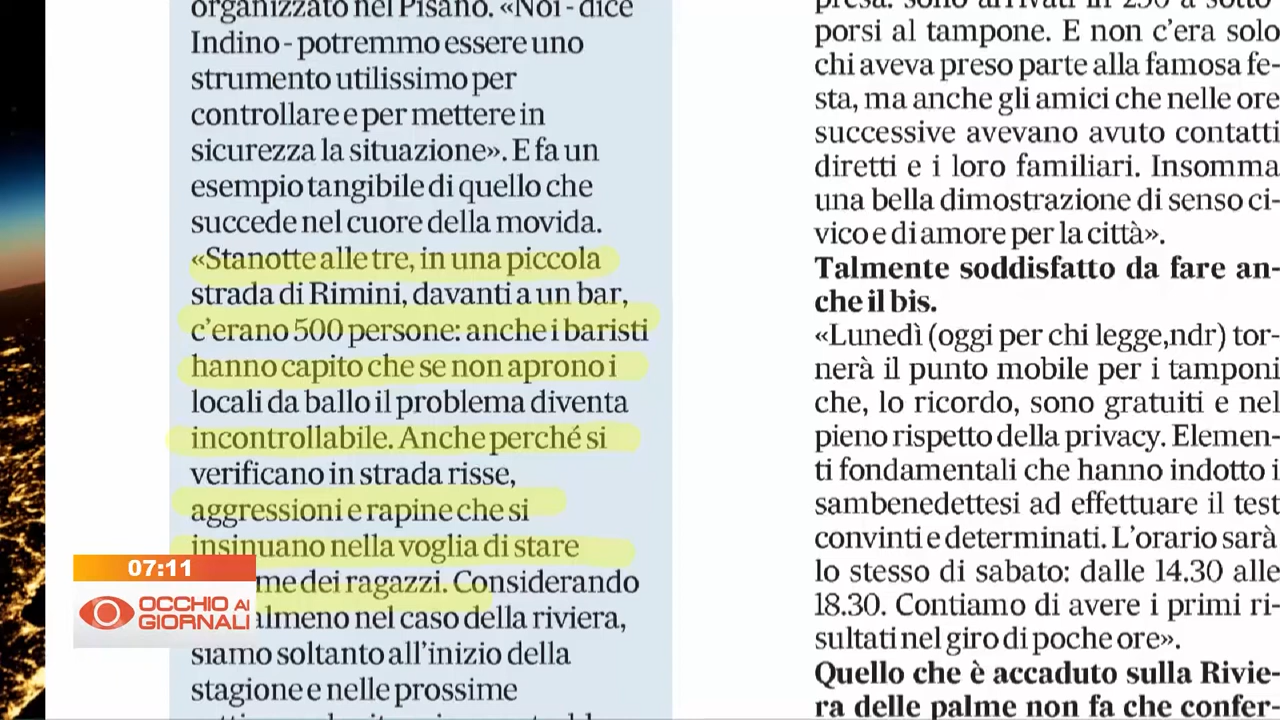 organizzato nel Pisano. «Noi - dice
Indino - potremmo essere uno
strumento utilissimo per
controllare e per mettere in
sicurezza la situazione». E fa un
esempio tangibile di quello che
succede nel cuore della movida.
«Stanotte alle tre, in una piccola
strada di Rimini, davanti a un bar,
c'erano 500 persone: anche i baristi
hanno capito che se non aprono i
locali da ballo il problema diventa
incontrollabile. Anche perché si
verificano in strada risse,
aggressioni e rapine che si
insinuano nella voglia di stare
me dei ragazzi. Considerando
almeno nel caso della riviera,
siamo soltanto all'inizio della
stagione e nelle prossime
07:11
OCCHIO AI
GIORNALI
presa: sono arrivati in 250 a sotto-
porsi al tampone. E non c'era solo
chi aveva preso parte alla famosa fe-
sta, ma anche gli amici che nelle ore
successive avevano avuto contatti
diretti e i loro familiari. Insomma
una bella dimostrazione di senso ci-
vico e di amore per la città».
Talmente soddisfatto da fare an-
che il bis.
«Lunedì (oggi per chi legge,ndr) tor-
nerà il punto mobile per i tamponi
che, lo ricordo, sono gratuiti e nel
pieno rispetto della privacy. Elemen-
ti fondamentali che hanno indotto i
sambenedettesi ad effettuare il test
convinti e determinati. L'orario sarà
lo stesso di sabato: dalle 14.30 alle
18.30. Contiamo di avere i primi ri-
sultati nel giro di poche ore».
Quello che è accaduto sulla Rivie-
ra delle palme non fa che confer-